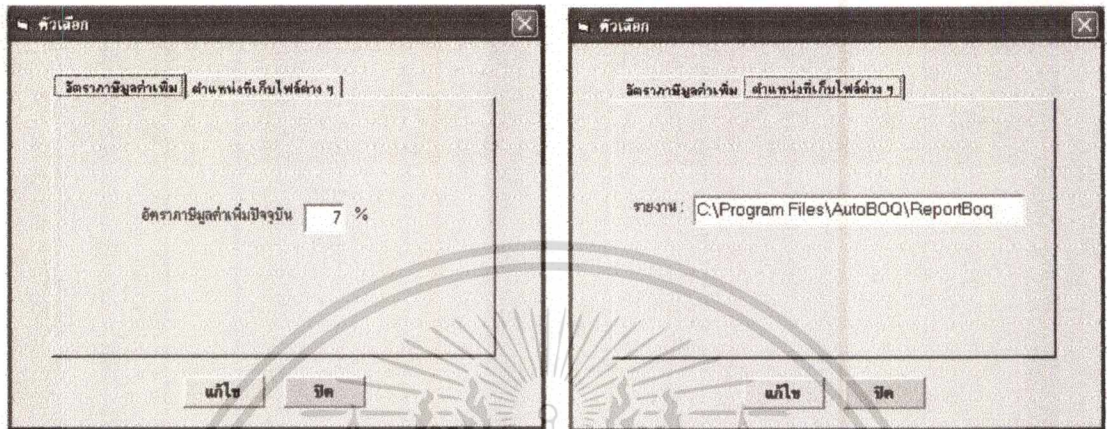 ตัวเลือก
อัตราภาษีมูลค่าเพิ่ม ตำแหน่งที่เก็บไฟล์ต่าง ๆ
อัตราภาษีมูลค่าเพิ่มปัจจุบัน 7 %
แก้ไข ปิด
ตัวเลือก
อัตราภาษีมูลค่าเพิ่ม ตำแหน่งที่เก็บไฟล์ต่าง ๆ
รายงาน : C:\Program Files\AutoBOQ\ReportBoq
แก้ไข ปิด